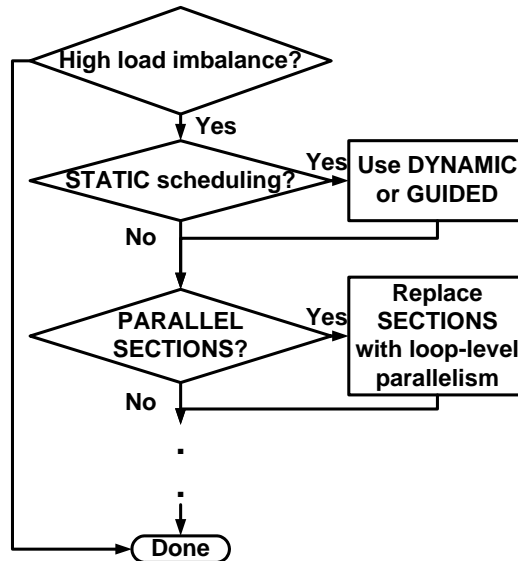 High load imbalance?
Yes
STATIC scheduling?
Yes
Use DYNAMIC
or GUIDED
No
PARALLEL
SECTIONS?
Yes
Replace
SECTIONS
with loop-level
parallelism
No
.
.
Done